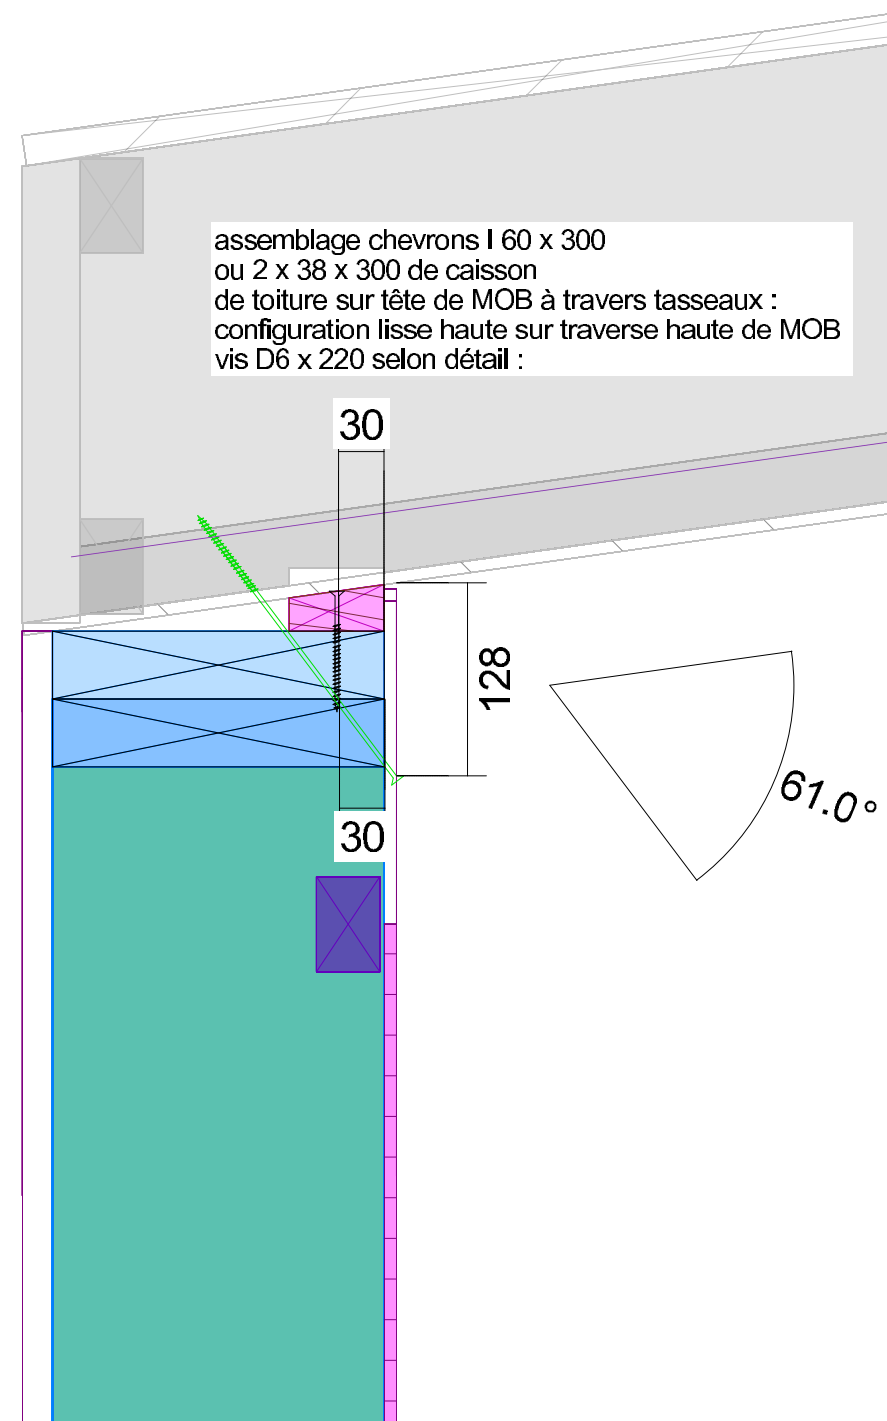 assemblage chevrons I 60 x 300
ou 2 x 38 x 300 de caisson
de toiture sur tête de MOB à travers tasseaux :
configuration lisse haute sur traverse haute de MOB
vis D6 x 220 selon détail :
30
128
61.0°
30